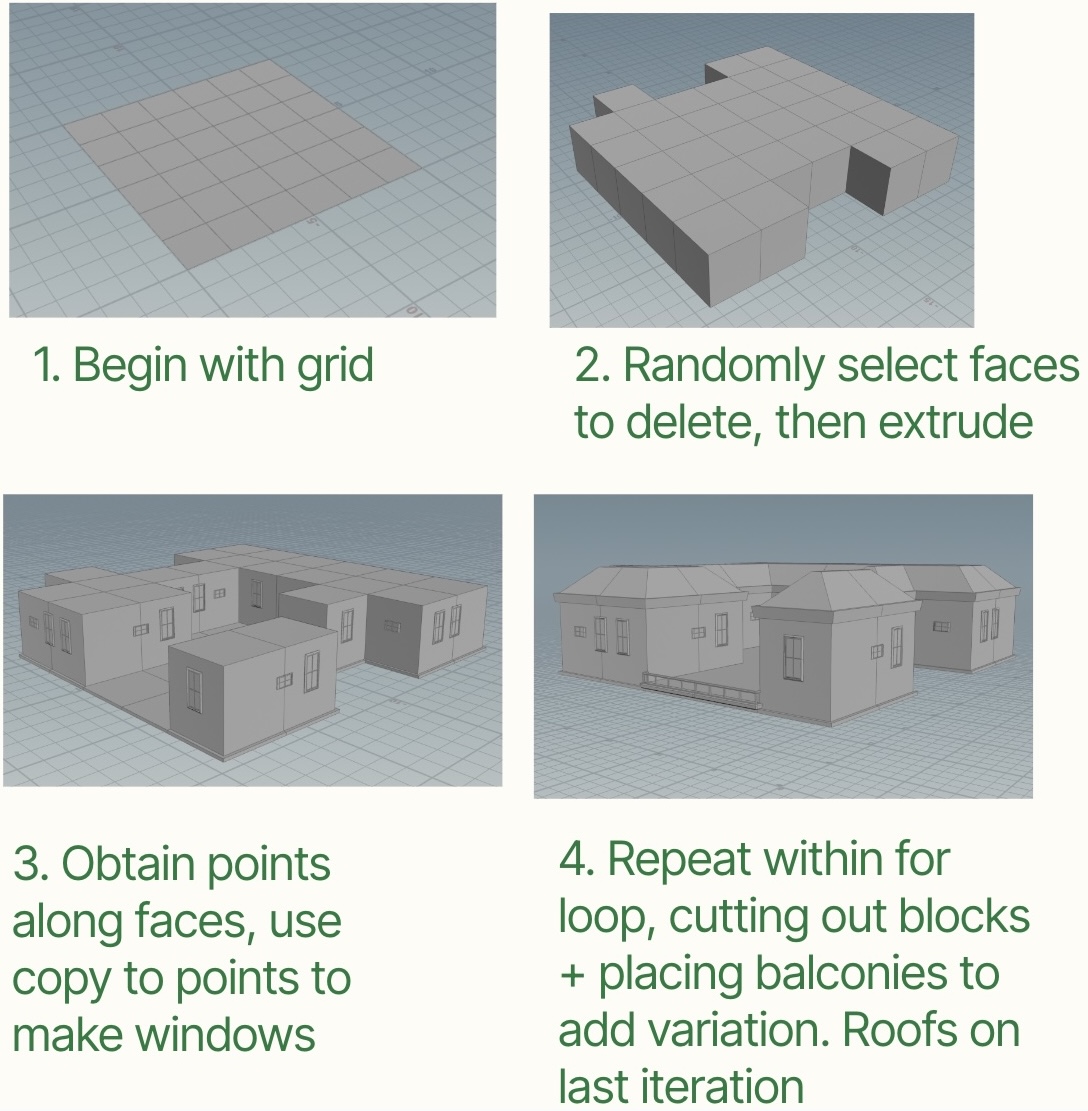 1. Begin with grid
2. Randomly select faces
to delete, then extrude
3. Obtain points
along faces, use
copy to points to
make windows
4. Repeat within for
loop, cutting out blocks
+ placing balconies to
add variation. Roofs on
last iteration